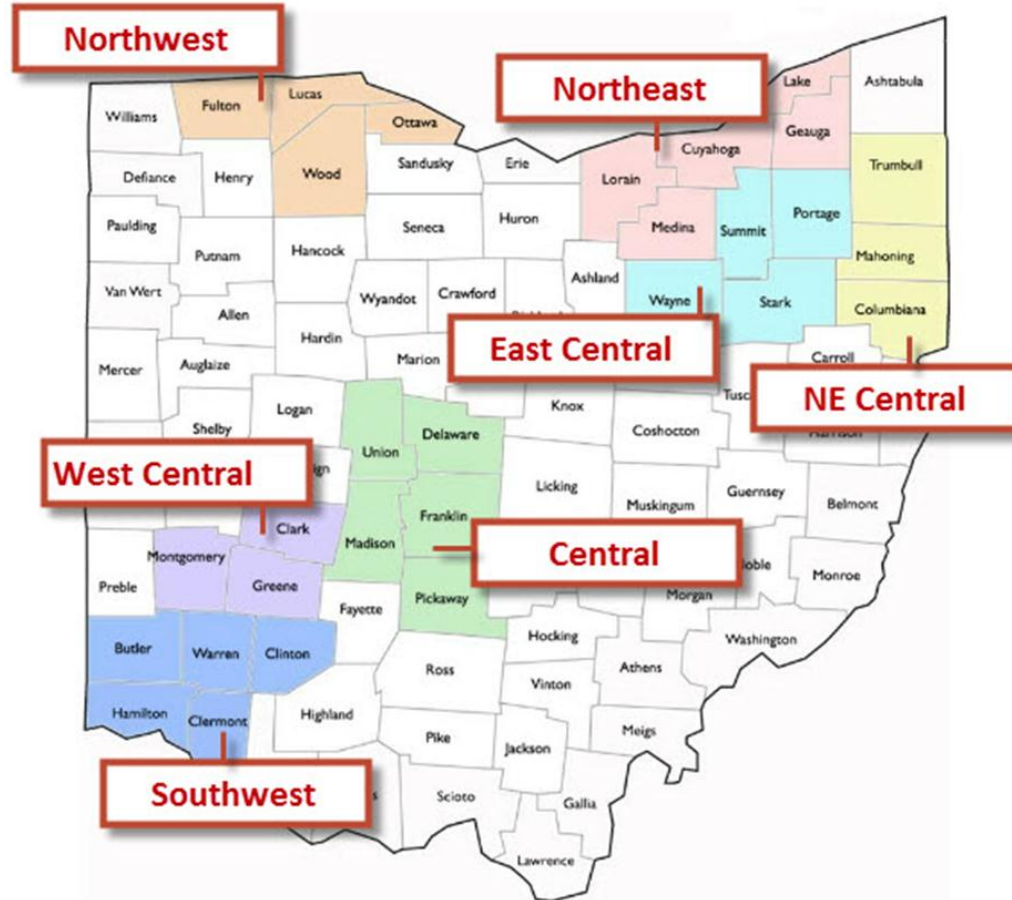 Northwest
Northeast
Lake
Ashtabula
Williams
Fulton
Lucas
Ottawa
Geauga
Cuyahoga
Trumbull
Defiance
Henry
Wood
Sandusky
Erie
Lorain
Medina
Summit
Portage
Paulding
Putnam
Hancock
Seneca
Huron
Mahoning
Van Wert
Allen
Wyandot
Crawford
Ashland
Wayne
Stark
Columbiana
Mercer
Auglaize
Hardin
Marion
East Central
Carroll
NE Central
Logan
Shelby
Union
Delaware
Knox
Coshocton
Tusc
Harrison
West Central
ign
Licking
Muskingum
Guernsey
Belmont
Clark
Madison
Franklin
Central
Montgomery
Preble
Greene
Fayette
Pickaway
Morgan
oble
Monroe
Butler
Warren
Clinton
Ross
Hocking
Athens
Washington
Hamilton
Clermont
Highland
Vinton
Pike
Jackson
Meigs
Southwest
s
Scioto
Gallia
Lawrence